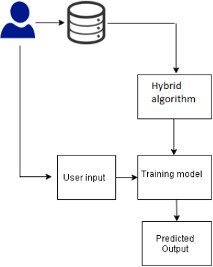 Hybrid
algorithm
User input
Training model
Predicted
Output